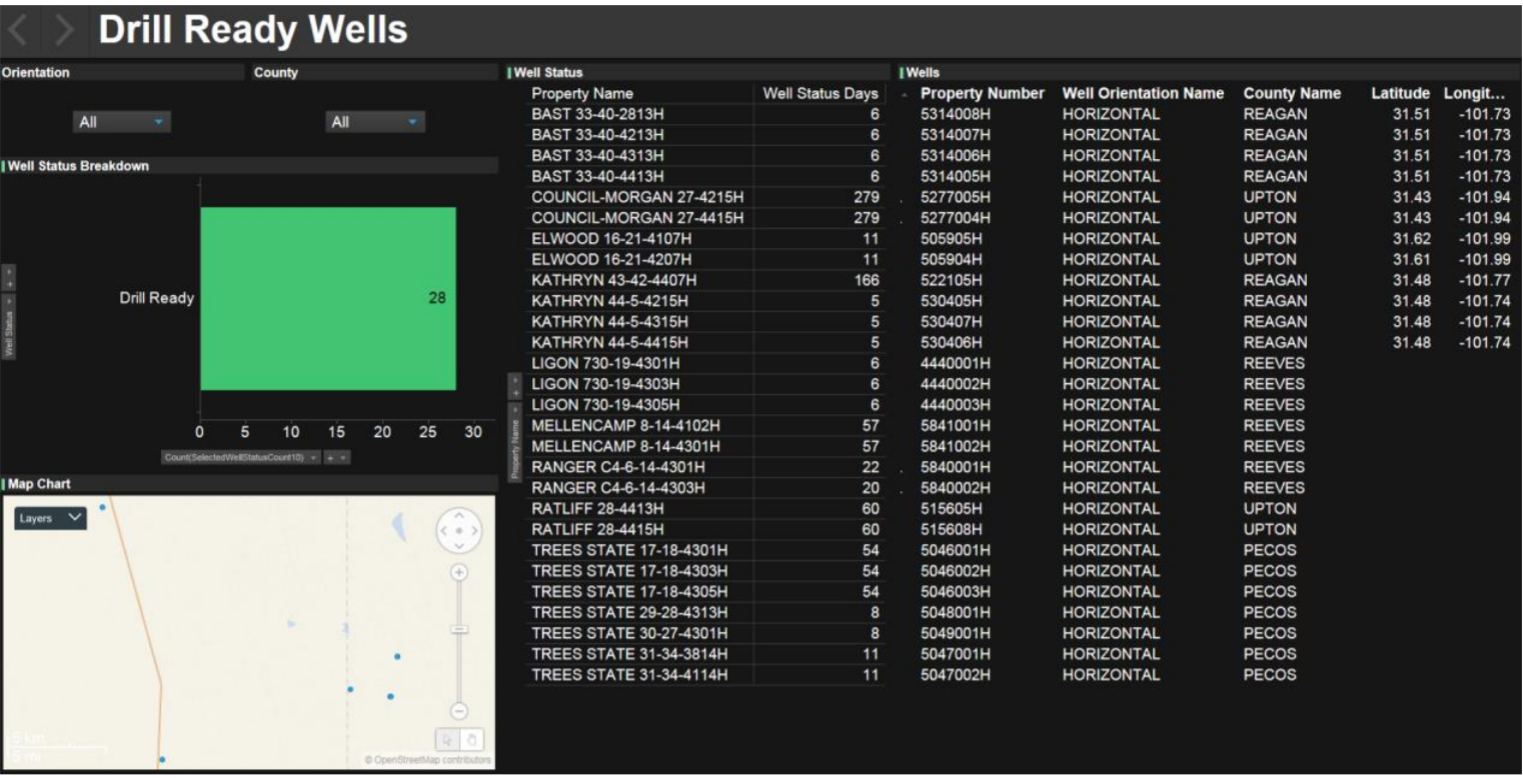 Drill Ready Wells
Orientation
County
All
All
Well Status Breakdown
Drill Ready
28
Well Status
0 5 10 15 20 25 30
Count(SelectedWellStatusCount10)
Map Chart
Layers
5 km
5 mi
© OpenStreetMap contributors
Well Status
Property Name Well Status Days
BAST 33-40-2813H 6
BAST 33-40-4213H 6
BAST 33-40-4313H 6
BAST 33-40-4413H 6
COUNCIL-MORGAN 27-4215H 279
COUNCIL-MORGAN 27-4415H 279
ELWOOD 16-21-4107H 11
ELWOOD 16-21-4207H 11
KATHRYN 43-42-4407H 166
KATHRYN 44-5-4215H 5
KATHRYN 44-5-4315H 5
KATHRYN 44-5-4415H 5
LIGON 730-19-4301H 6
LIGON 730-19-4303H 6
LIGON 730-19-4305H 6
MELLENCAMP 8-14-4102H 57
MELLENCAMP 8-14-4301H 57
RANGER C4-6-14-4301H 22
RANGER C4-6-14-4303H 20
RATLIFF 28-4413H 60
RATLIFF 28-4415H 60
TREES STATE 17-18-4301H 54
TREES STATE 17-18-4303H 54
TREES STATE 17-18-4305H 54
TREES STATE 29-28-4313H 8
TREES STATE 30-27-4301H 8
TREES STATE 31-34-3814H 11
TREES STATE 31-34-4114H 11
Property Name
Wells
Property Number Well Orientation Name County Name Latitude Longit...
5314008H HORIZONTAL REAGAN 31.51 -101.73
5314007H HORIZONTAL REAGAN 31.51 -101.73
5314006H HORIZONTAL REAGAN 31.51 -101.73
5314005H HORIZONTAL REAGAN 31.51 -101.73
5277005H HORIZONTAL UPTON 31.43 -101.94
5277004H HORIZONTAL UPTON 31.43 -101.94
505905H HORIZONTAL UPTON 31.62 -101.99
505904H HORIZONTAL UPTON 31.61 -101.99
522105H HORIZONTAL REAGAN 31.48 -101.77
530405H HORIZONTAL REAGAN 31.48 -101.74
530407H HORIZONTAL REAGAN 31.48 -101.74
530406H HORIZONTAL REAGAN 31.48 -101.74
4440001H HORIZONTAL REEVES
4440002H HORIZONTAL REEVES
4440003H HORIZONTAL REEVES
5841001H HORIZONTAL REEVES
5841002H HORIZONTAL REEVES
5840001H HORIZONTAL REEVES
5840002H HORIZONTAL REEVES
515605H HORIZONTAL UPTON
515608H HORIZONTAL UPTON
5046001H HORIZONTAL PECOS
5046002H HORIZONTAL PECOS
5046003H HORIZONTAL PECOS
5048001H HORIZONTAL PECOS
5049001H HORIZONTAL PECOS
5047001H HORIZONTAL PECOS
5047002H HORIZONTAL PECOS